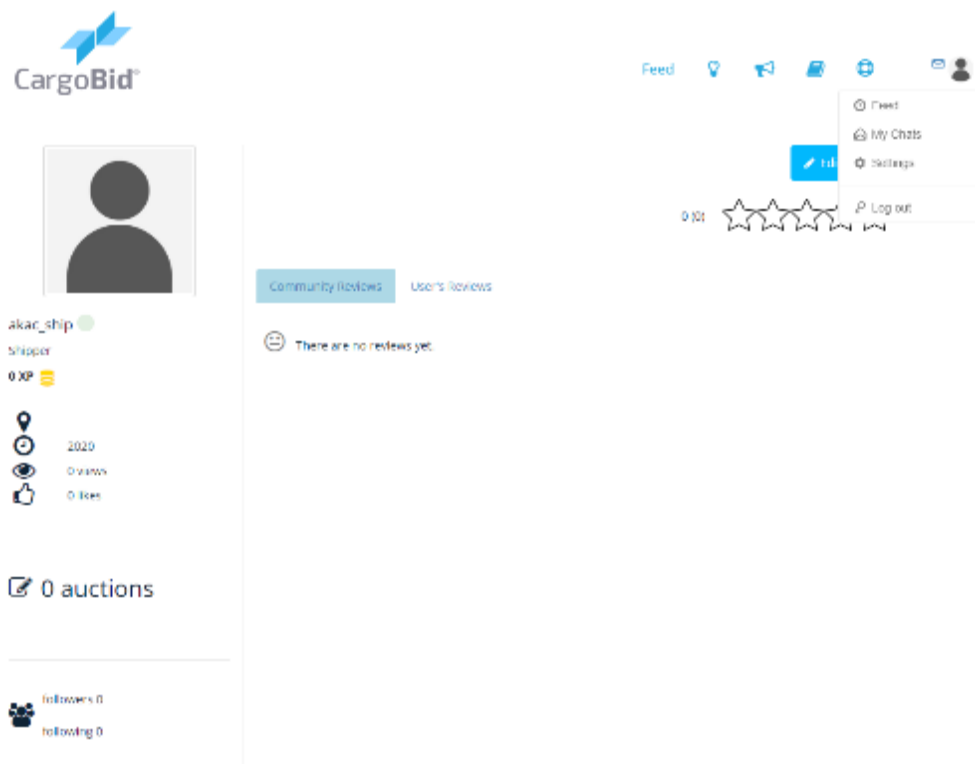 CargoBid®
Feed
Feed
My Chats
Settings
Log out
0 (0)
Community Reviews
User's Reviews
There are no reviews yet.
akac_ship
Shipper
0 XP
2020
0 views
0 likes
0 auctions
followers 0
following 0